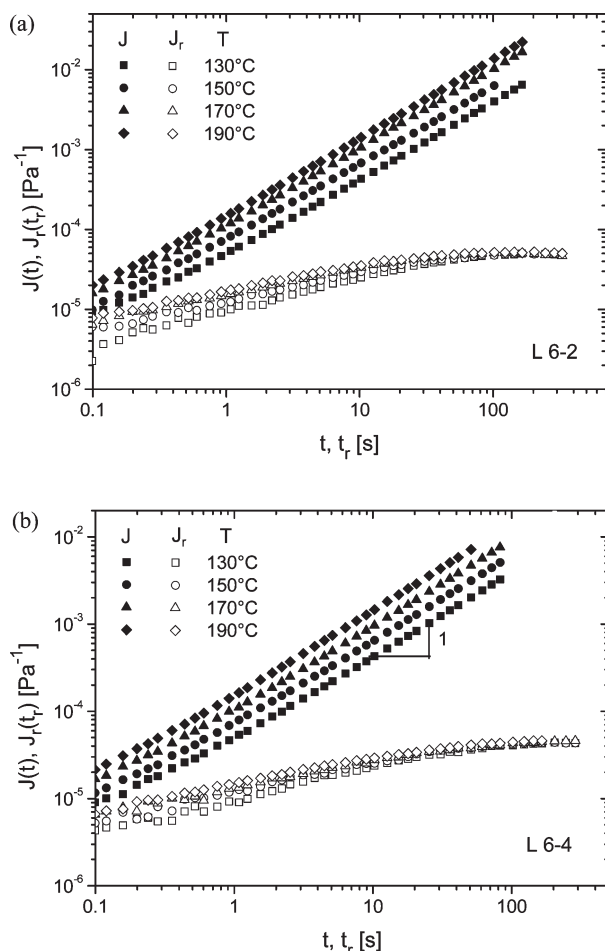 (a)
J J_r T
130°C
150°C
170°C
190°C
10^-2
10^-3
10^-4
10^-5
10^-6
J(t), J_r(t_r) [Pa^-1]
L 6-2
0.1 1 10 100
t, t_r [s]
(b)
J J_r T
130°C
150°C
170°C
190°C
10^-2
10^-3
10^-4
10^-5
10^-6
J(t), J_r(t_r) [Pa^-1]
1
L 6-4
0.1 1 10 100
t, t_r [s]